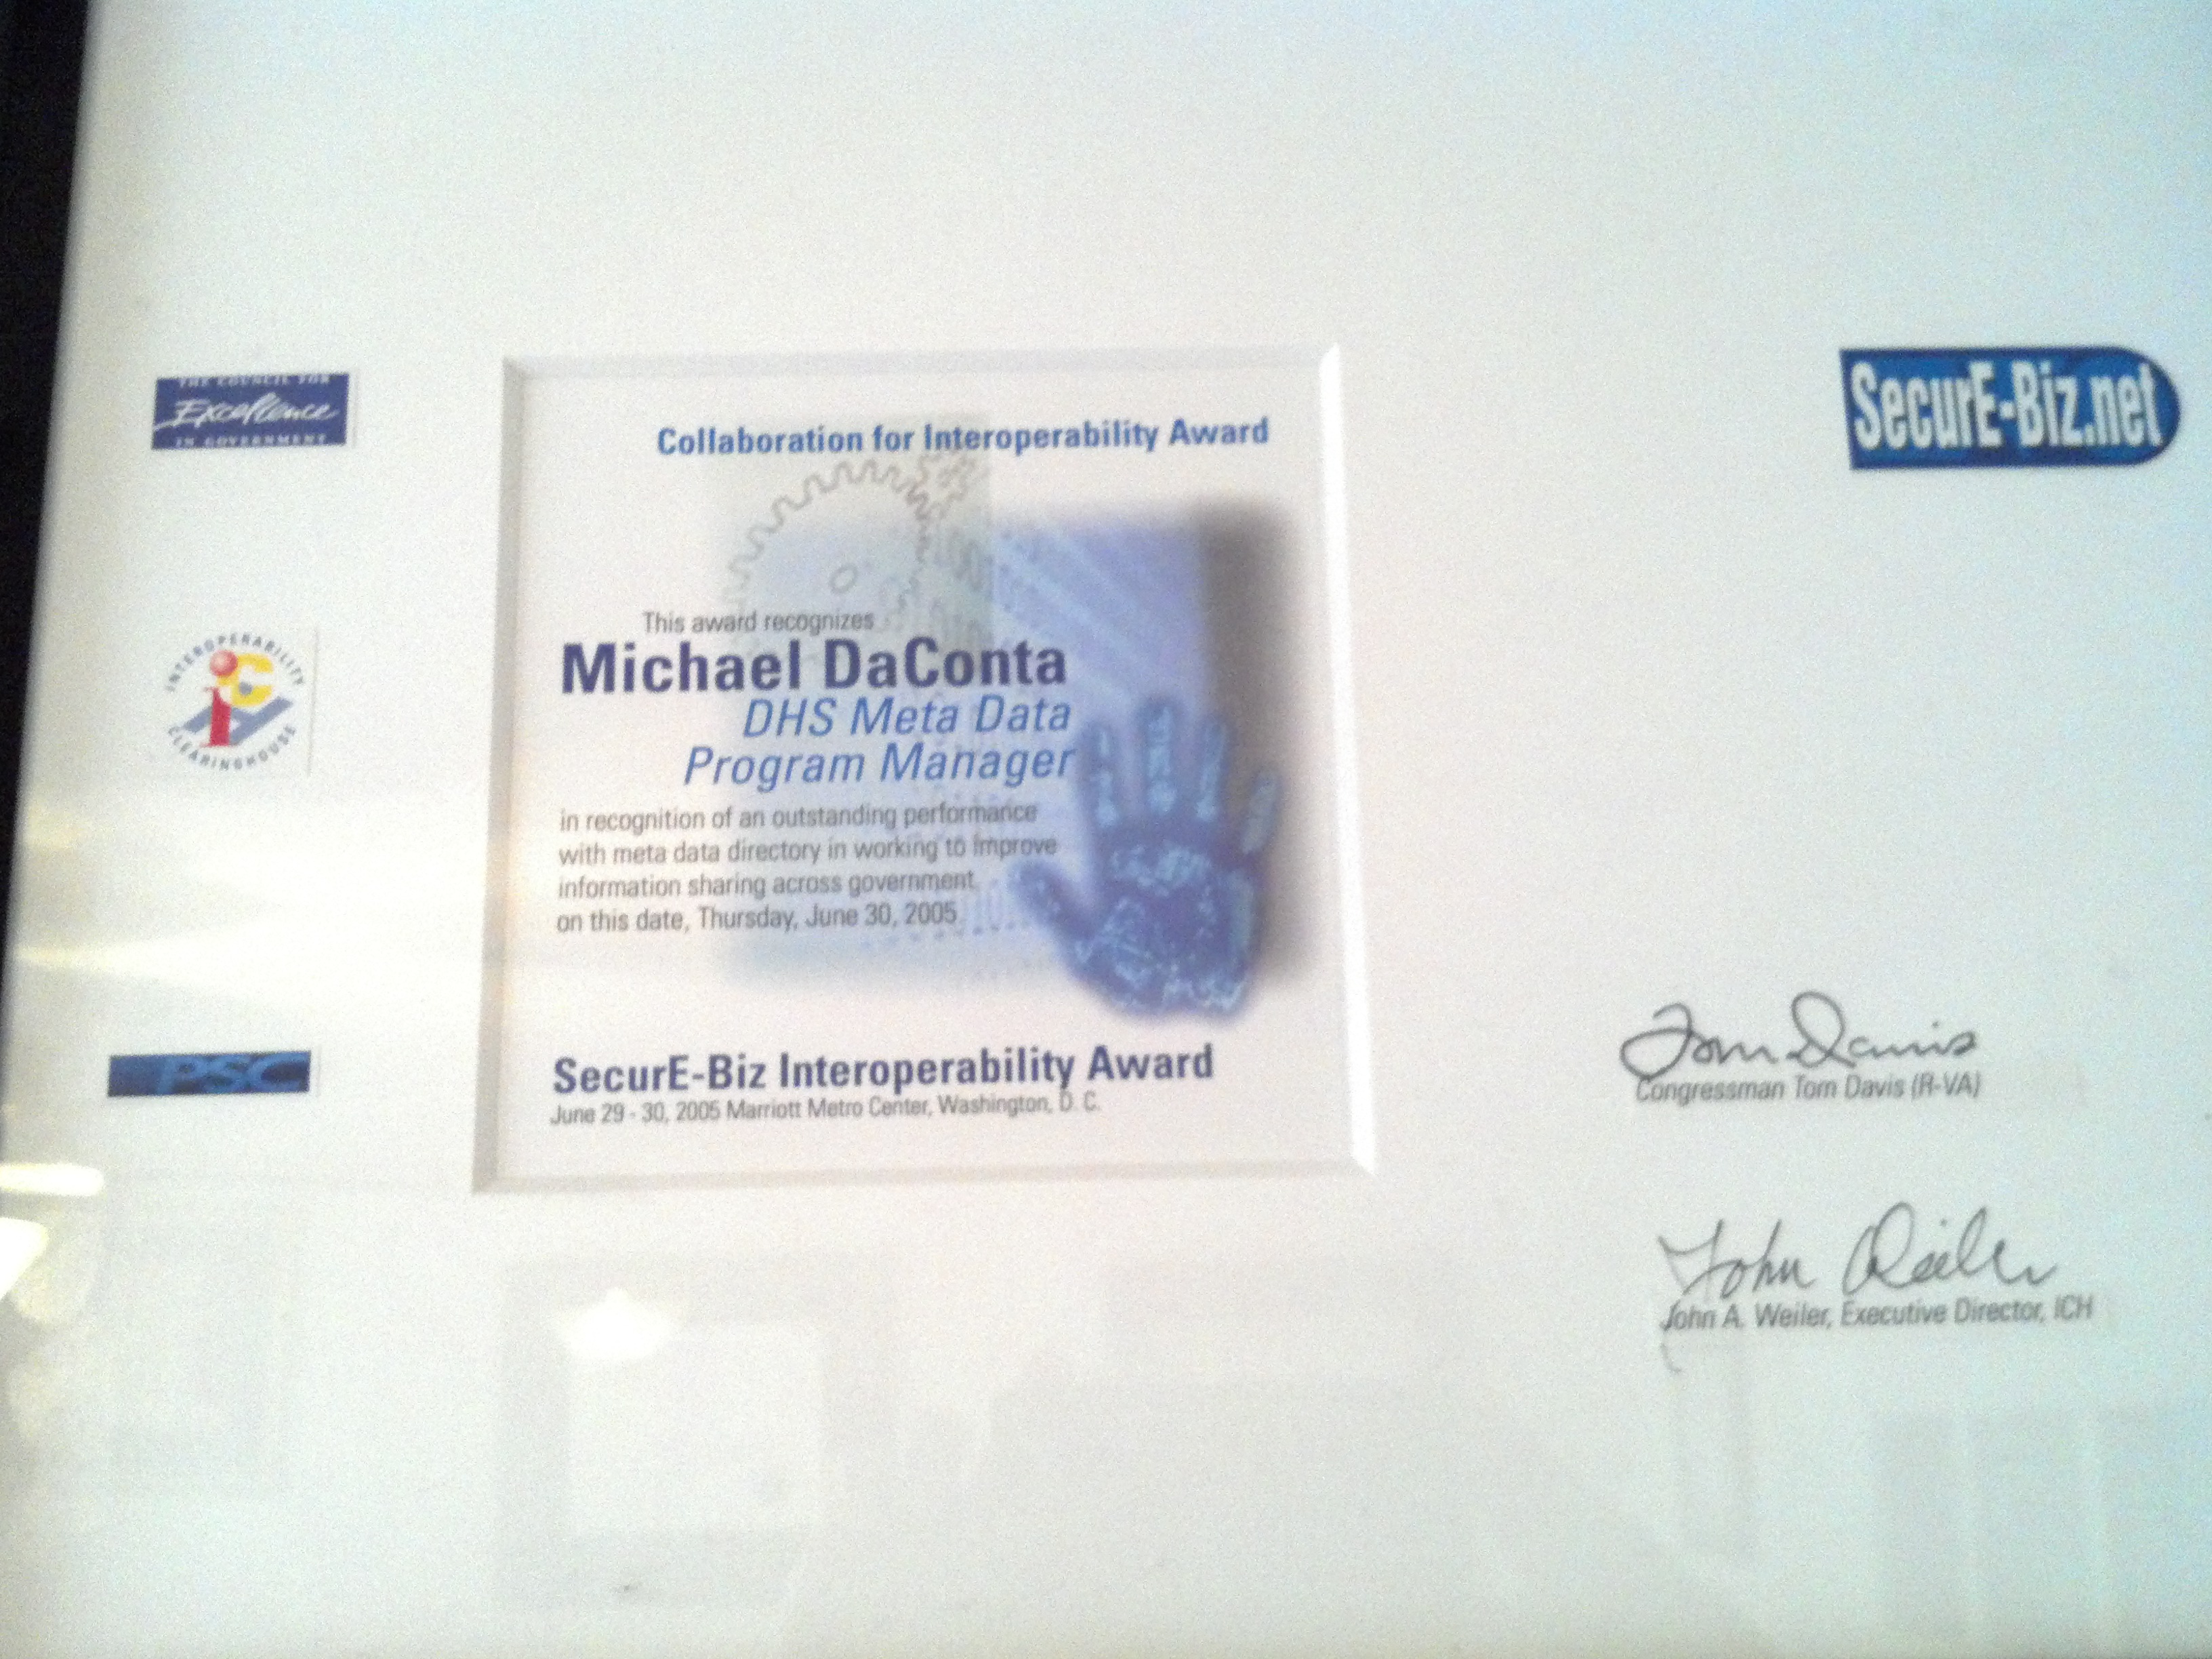 THE COUNCIL FOR
Excellence
IN GOVERNMENT
SecurE-Biz.net
INTEROPERABILITY
iC
CLEARINGHOUSE
PSC
Collaboration for Interoperability Award
This award recognizes
Michael DaConta
DHS Meta Data
Program Manager
in recognition of an outstanding performance
with meta data directory in working to improve
information sharing across government
on this date, Thursday, June 30, 2005
SecurE-Biz Interoperability Award
June 29 - 30, 2005 Marriott Metro Center, Washington, D. C.
Tom Davis
Congressman Tom Davis (R-VA)
John Weiler
John A. Weiler, Executive Director, ICH